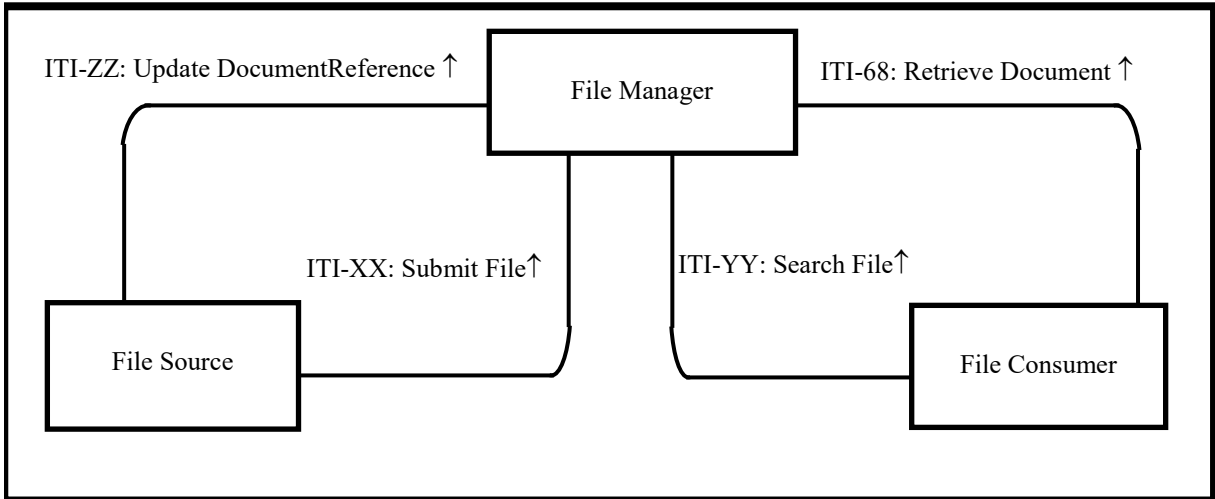 ITI-ZZ: Update DocumentReference ↑
File Manager
ITI-68: Retrieve Document ↑
ITI-XX: Submit File↑
ITI-YY: Search File↑
File Source
File Consumer